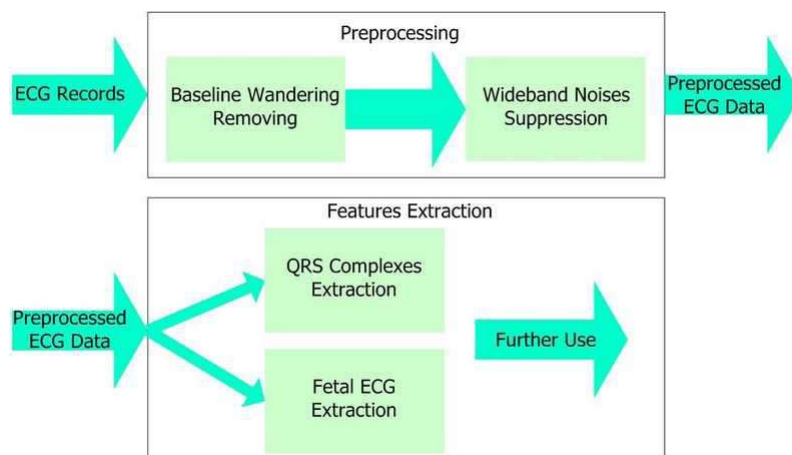 Preprocessing
ECG Records
Baseline Wandering
Removing
Wideband Noises
Suppression
Preprocessed
ECG Data
Features Extraction
Preprocessed
ECG Data
QRS Complexes
Extraction
Fetal ECG
Extraction
Further Use